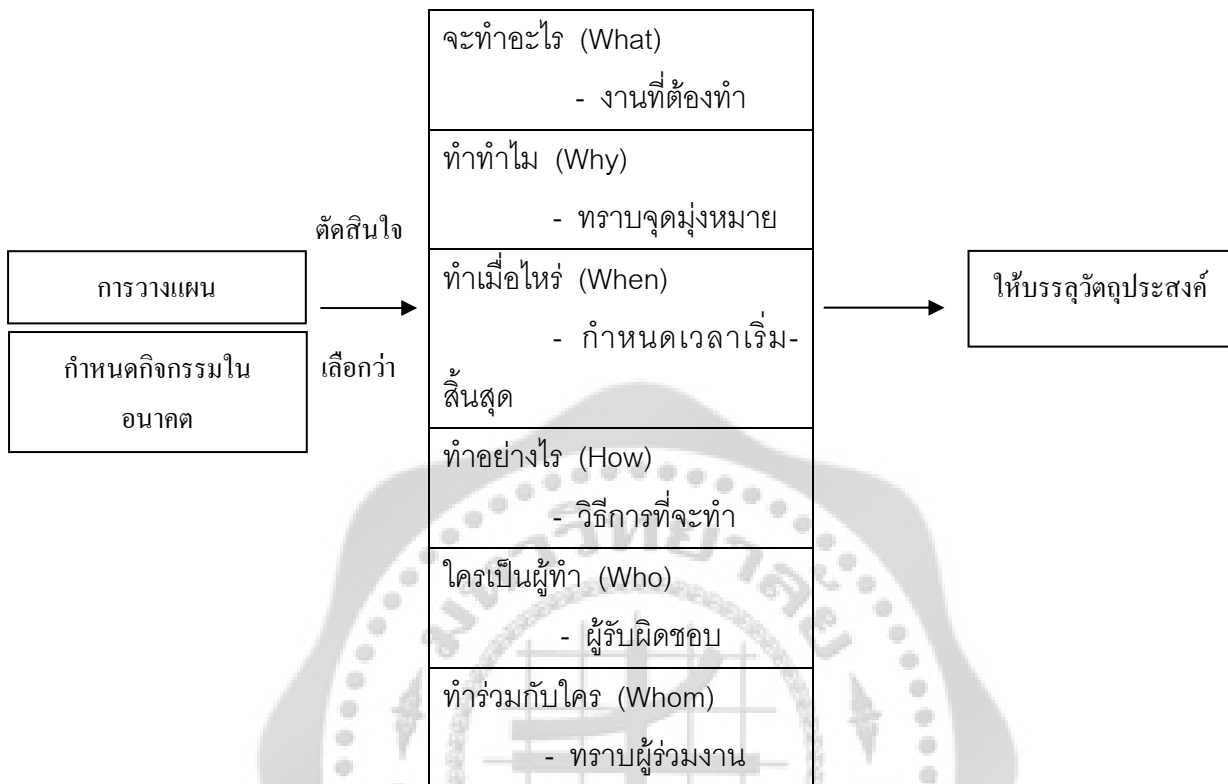 จะทำอะไร (What)
- งานที่ต้องทำ
ทำทำไม (Why)
- ทราบจุดมุ่งหมาย
ตัดสินใจ
การวางแผน
ทำเมื่อไหร่ (When)
- กำหนดเวลาเริ่ม-
สิ้นสุด
ให้บรรลุวัตถุประสงค์
กำหนดกิจกรรมใน
อนาคต
เลือกว่า
ทำอย่างไร (How)
- วิธีการที่จะทำ
ใครเป็นผู้ทำ (Who)
- ผู้รับผิดชอบ
ทำร่วมกับใคร (Whom)
- ทราบผู้ร่วมงาน